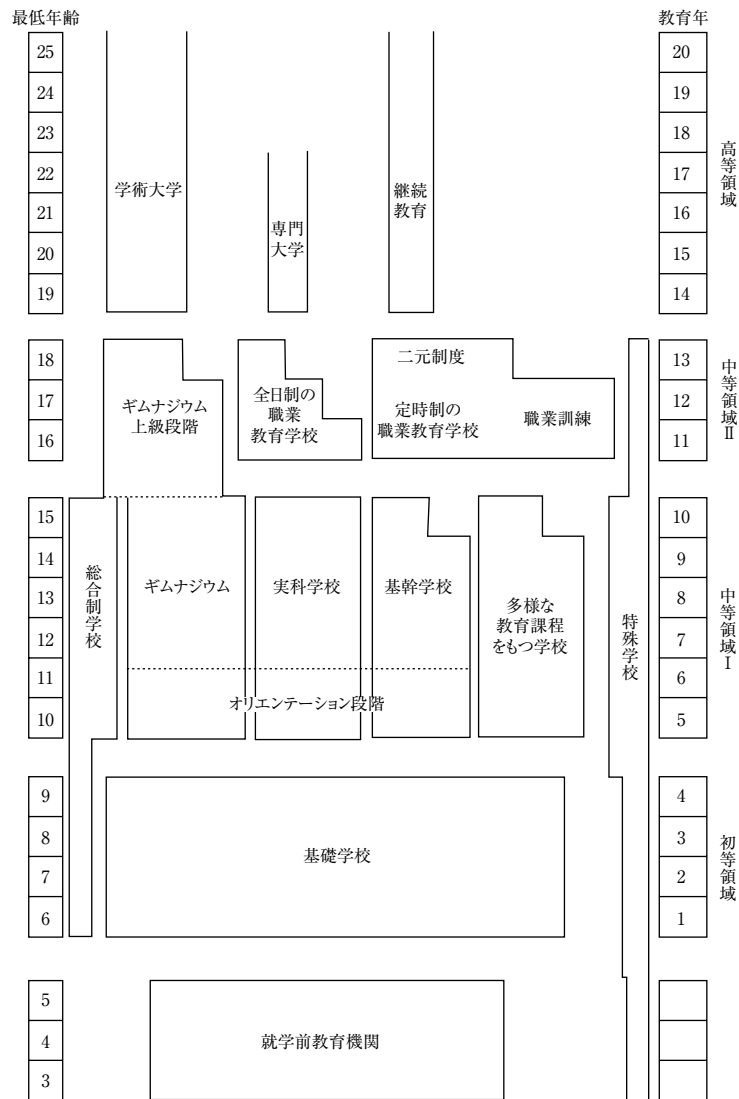 最低年齢
教育年
25
20
24
19
23
18
22
17
21
16
20
15
19
14
高等領域
学術大学
専門
大学
継続
教育
18
13
17
12
16
11
中等領域Ⅱ
ギムナジウム
上級段階
全日制の
職業
教育学校
二元制度
定時制の
職業教育学校
職業訓練
15
10
14
9
13
8
12
7
11
6
10
5
中等領域Ⅰ
総合制学校
ギムナジウム
実科学校
基幹学校
多様な
教育課程
をもつ学校
特殊学校
オリエンテーション段階
9
4
8
3
7
2
6
1
初等領域
基礎学校
5
4
3
就学前教育機関